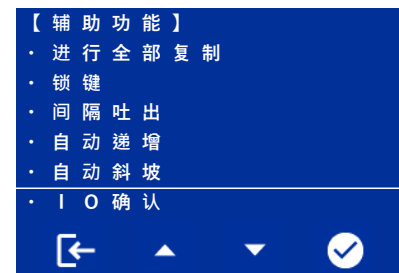 【辅助功能】
・进行全部复制
・锁键
・间隔吐出
・自动递增
・自动斜坡
・ＩＯ确认